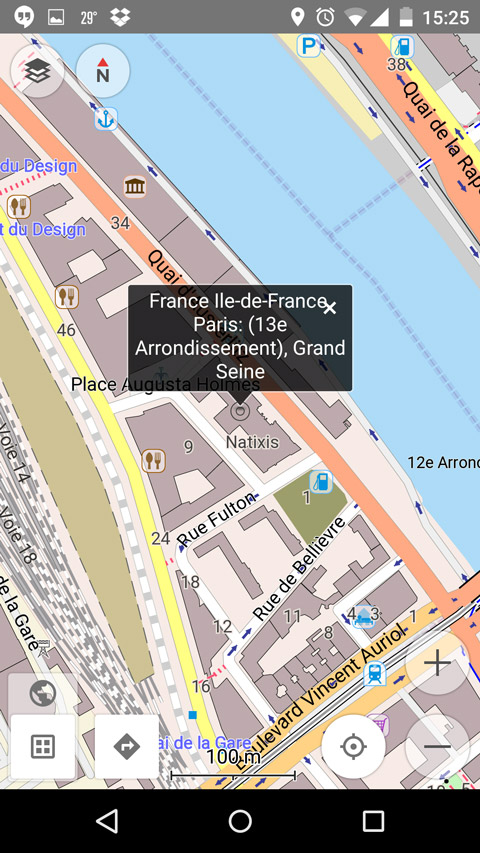 29°
15:25
P
38
N
Quai de la Rap
du Design
34
t du Design
Quai d'
46
France Ile-de-France
Paris: (13e
Arrondissement), Grand
Seine
Place Augusta Holmes
Voie 14
9
Natixis
12e Arrond
Voie 18
1
Rue Fulton
24
Rue de Bellièvre
18
de la Gare
12
11
8
4
3
1
16
Boulevard Vincent Auriol
ai de la Gare
100 m